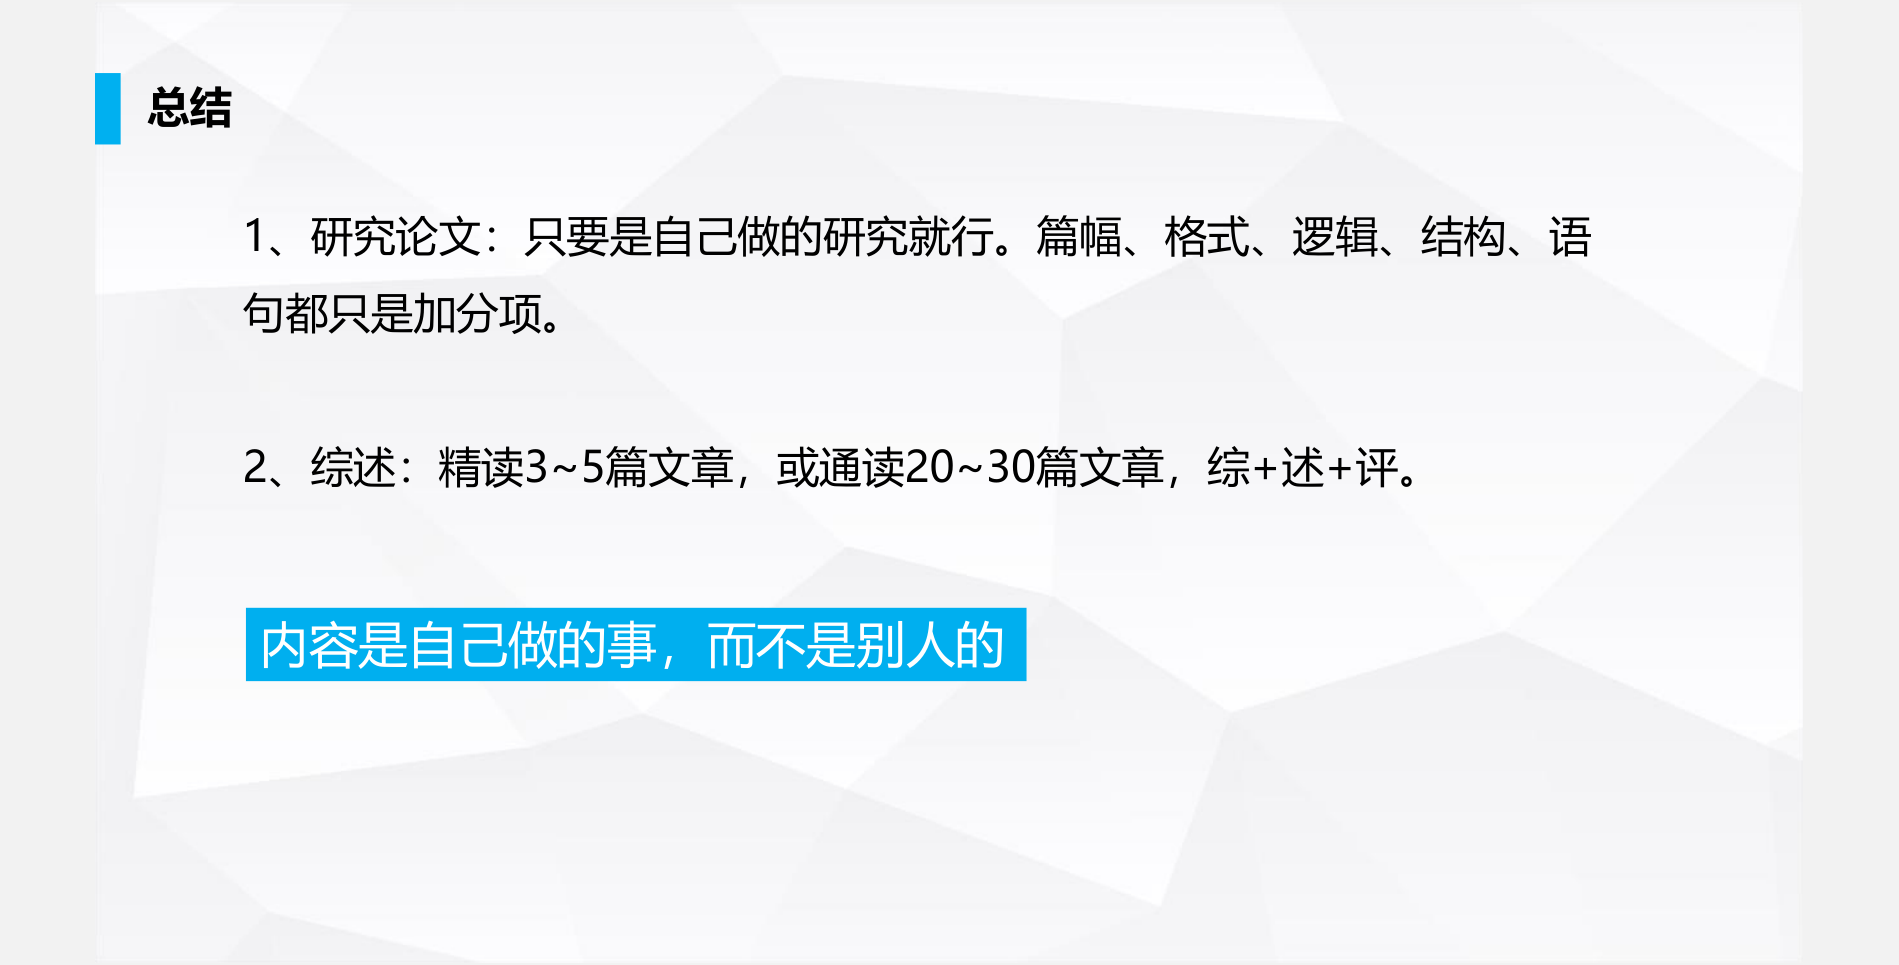 总结
1、研究论文：只要是自己做的研究就行。篇幅、格式、逻辑、结构、语
句都只是加分项。
2、综述：精读3~5篇文章，或通读20~30篇文章，综+述+评。
内容是自己做的事，而不是别人的